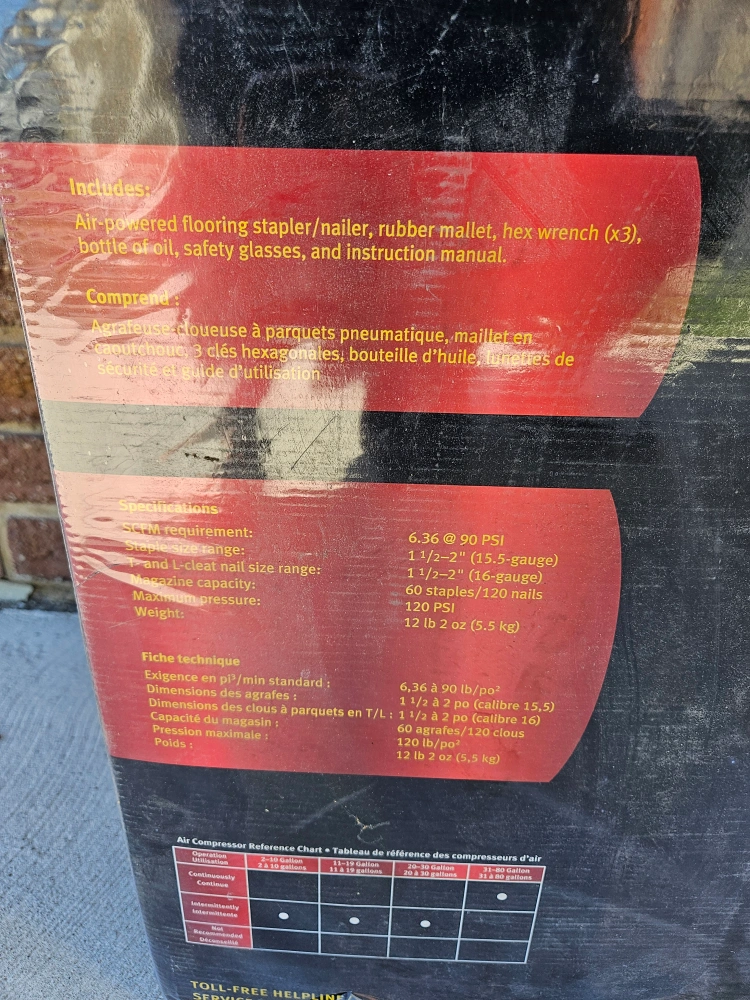 Includes:
Air-powered flooring stapler/nailer, rubber mallet, hex wrench (x3),
bottle of oil, safety glasses, and instruction manual.
Comprend :
Agrafeuse-cloueuse à parquets pneumatique, maillet en
caoutchouc, 3 clés hexagonales, bouteille d'huile, lunettes de
sécurité et guide d'utilisation
Specifications
SCFM requirement: 6.36 @ 90 PSI
Staple size range: 1 1/2–2" (15.5-gauge)
T- and L-cleat nail size range: 1 1/2–2" (16-gauge)
Magazine capacity: 60 staples/120 nails
Maximum pressure: 120 PSI
Weight: 12 lb 2 oz (5.5 kg)
Fiche technique
Exigence en pi³/min standard : 6,36 à 90 lb/po²
Dimensions des agrafes : 1 1/2 à 2 po (calibre 15,5)
Dimensions des clous à parquets en T/L : 1 1/2 à 2 po (calibre 16)
Capacité du magasin : 60 agrafes/120 clous
Pression maximale : 120 lb/po²
Poids : 12 lb 2 oz (5,5 kg)
Air Compressor Reference Chart • Tableau de référence des compresseurs d'air
Operation 2–10 Gallon 11–19 Gallon 20–30 Gallon 31–80 Gallon
Utilisation 2 à 10 gallons 11 à 19 gallons 20 à 30 gallons 31 à 80 gallons
Continuously
Continue
Intermittently
Intermittente
Not
Recommended
Déconseillé
TOLL-FREE HELPLINE